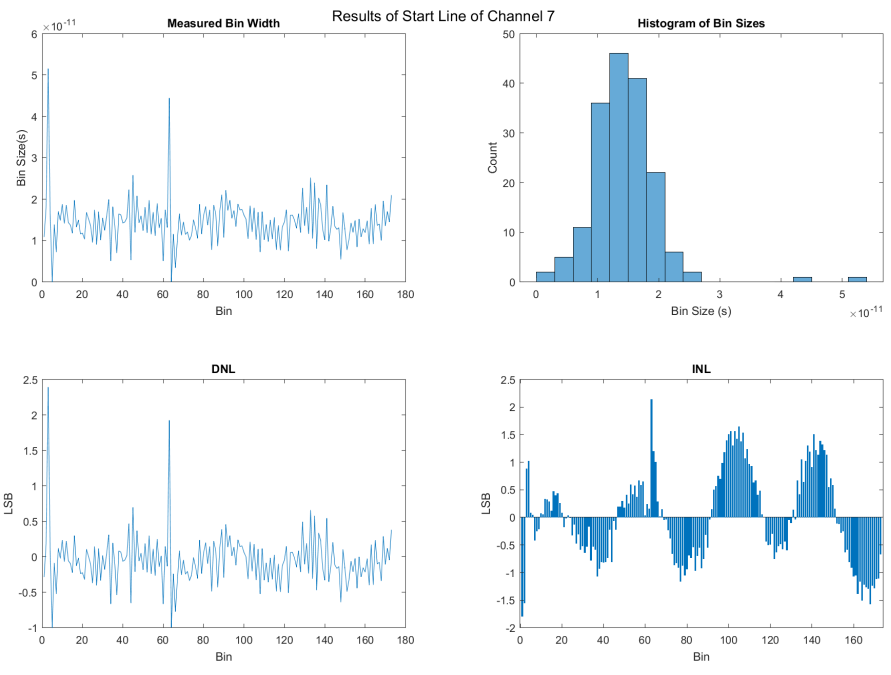 Results of Start Line of Channel 7
Measured Bin Width
×10⁻¹¹
6
5
4
3
2
1
0
Bin Size(s)
0 20 40 60 80 100 120 140 160 180
Bin
Histogram of Bin Sizes
50
40
30
20
10
0
Count
0 1 2 3 4 5
Bin Size (s)
×10⁻¹¹
DNL
2.5
2
1.5
1
0.5
0
-0.5
-1
LSB
0 20 40 60 80 100 120 140 160 180
Bin
INL
2.5
2
1.5
1
0.5
0
-0.5
-1
-1.5
-2
LSB
0 20 40 60 80 100 120 140 160
Bin